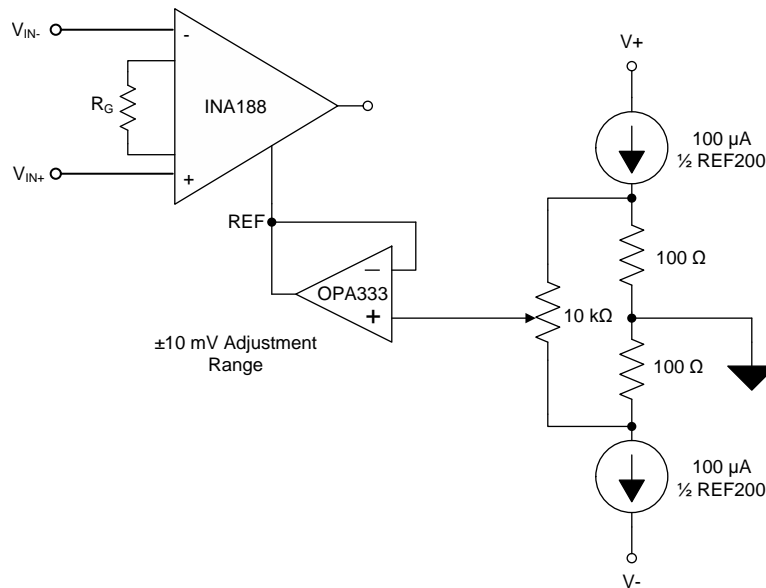 V+
V_IN-
-
INA188
R_G
100 µA
½ REF200
V_IN+
+
REF
100 Ω
–
OPA333
+
10 kΩ
±10 mV Adjustment
Range
100 Ω
100 µA
½ REF200
V-